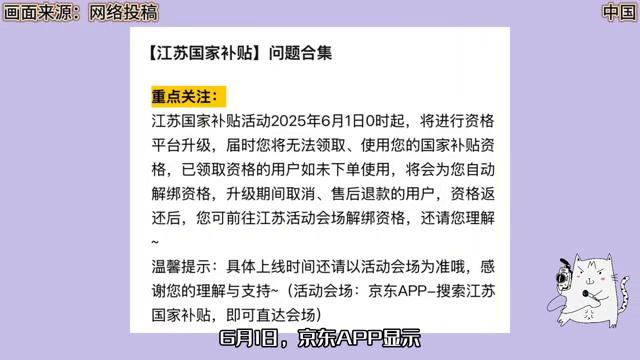 画面来源：网络投稿
中国
【江苏国家补贴】问题合集
重点关注：
江苏国家补贴活动2025年6月1日0时起，将进行资格
平台升级，届时您将无法领取、使用您的国家补贴资
格，已领取资格的用户如未下单使用，将会为您自动
解绑资格，升级期间取消、售后退款的用户，资格返
还后，您可前往江苏活动会场解绑资格，还请您理解
~
温馨提示：具体上线时间还请以活动会场为准哦，感
谢您的理解与支持~（活动会场：京东APP-搜索江苏
国家补贴，即可直达会场）
6月1日，京东APP显示